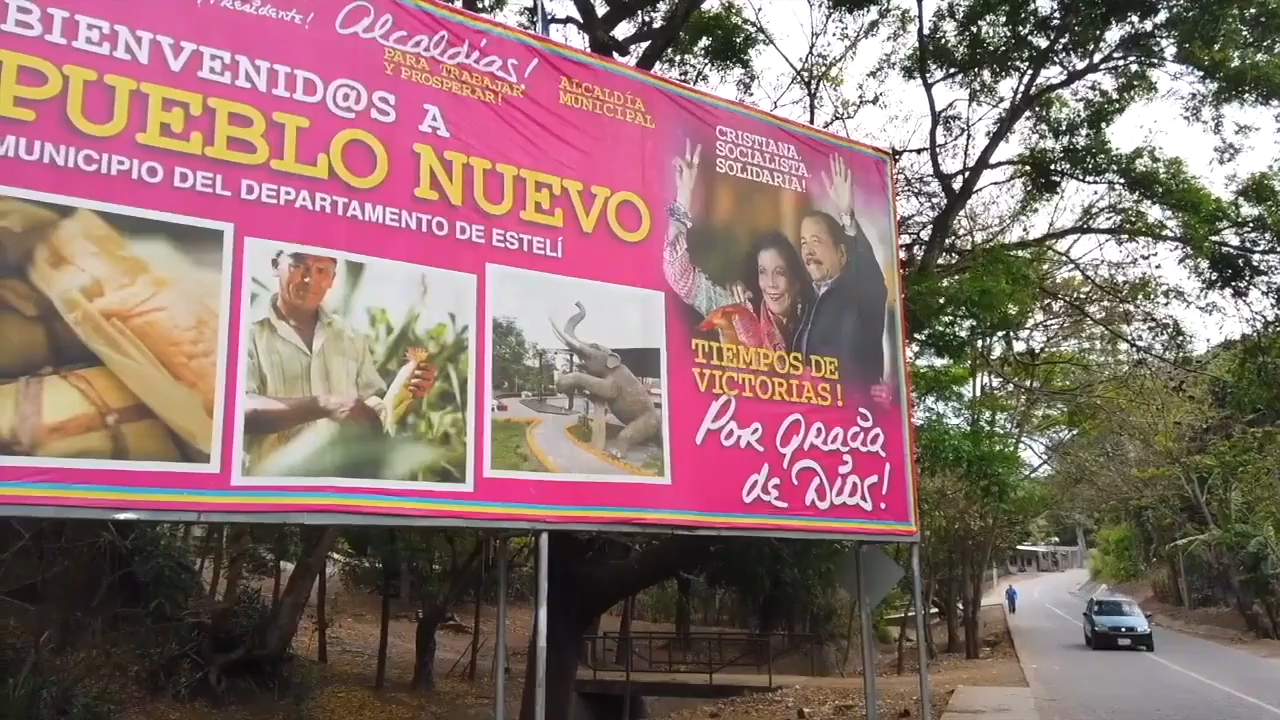 Presidente!
Alcaldías!
PARA TRABAJAR
Y PROSPERAR!
ALCALDÍA
MUNICIPAL
BIENVENID@S A
PUEBLO NUEVO
MUNICIPIO DEL DEPARTAMENTO DE ESTELÍ
CRISTIANA,
SOCIALISTA,
SOLIDARIA!
TIEMPOS DE
VICTORIAS!
Por Gracia
de Dios!